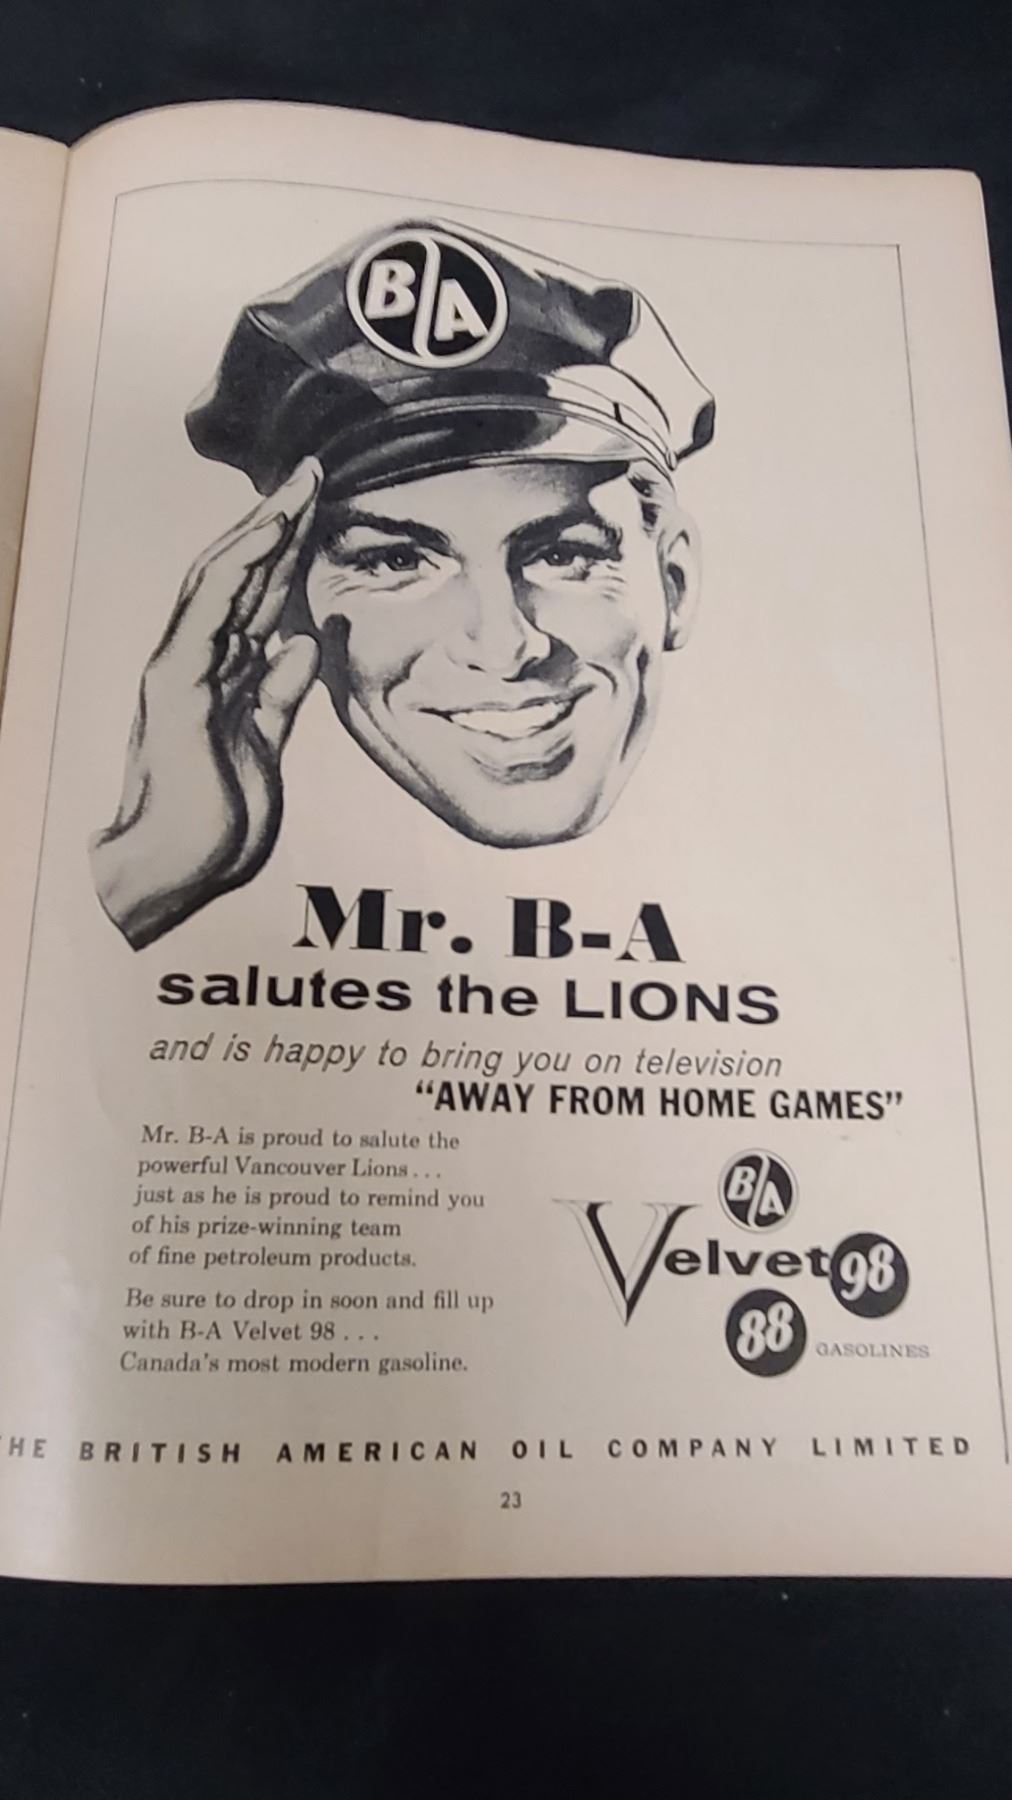 B/A
Mr. B-A
salutes the LIONS
and is happy to bring you on television
“AWAY FROM HOME GAMES”
Mr. B-A is proud to salute the
powerful Vancouver Lions . . .
just as he is proud to remind you
of his prize-winning team
of fine petroleum products.
Be sure to drop in soon and fill up
with B-A Velvet 98 . . .
Canada's most modern gasoline.
B/A
Velvet 98
88 GASOLINES
HE BRITISH AMERICAN OIL COMPANY LIMITED
23